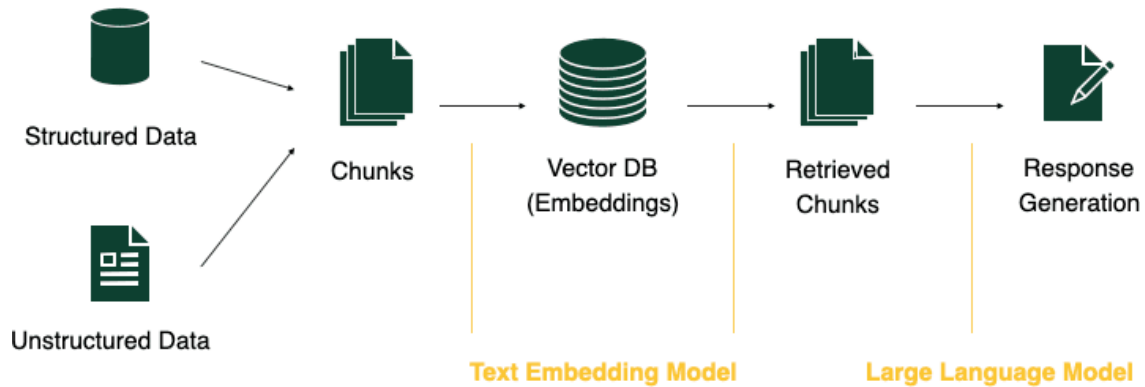 Structured Data
Unstructured Data
Chunks
Vector DB
(Embeddings)
Retrieved
Chunks
Response
Generation
Text Embedding Model
Large Language Model